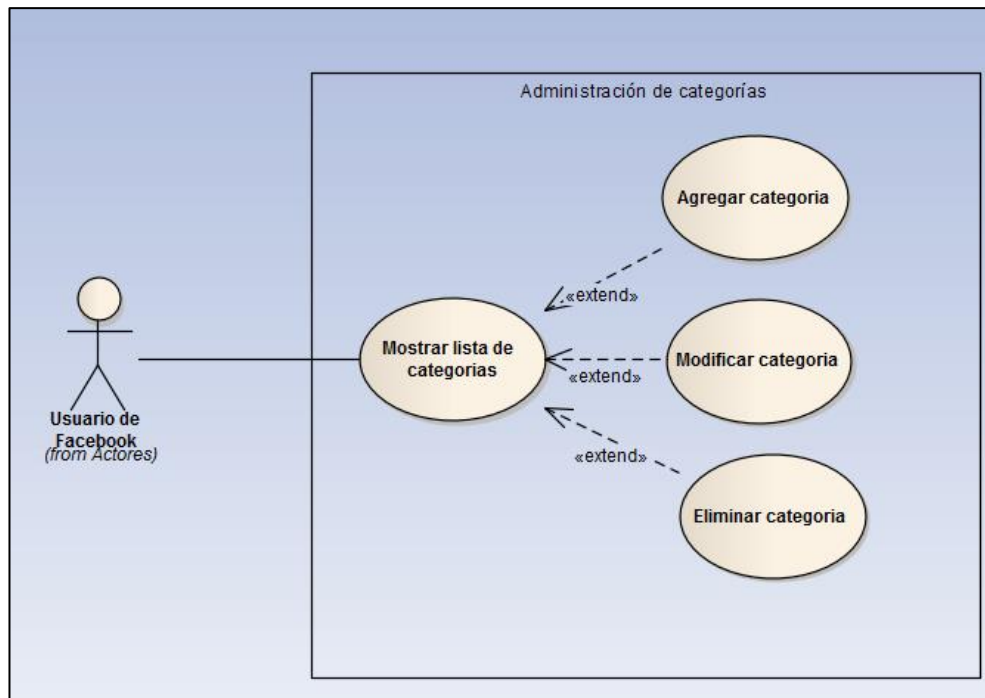 Administración de categorías
Agregar categoria
«extend»
Mostrar lista de
categorias
«extend»
Modificar categoria
«extend»
Eliminar categoria
Usuario de
Facebook
(from Actores)